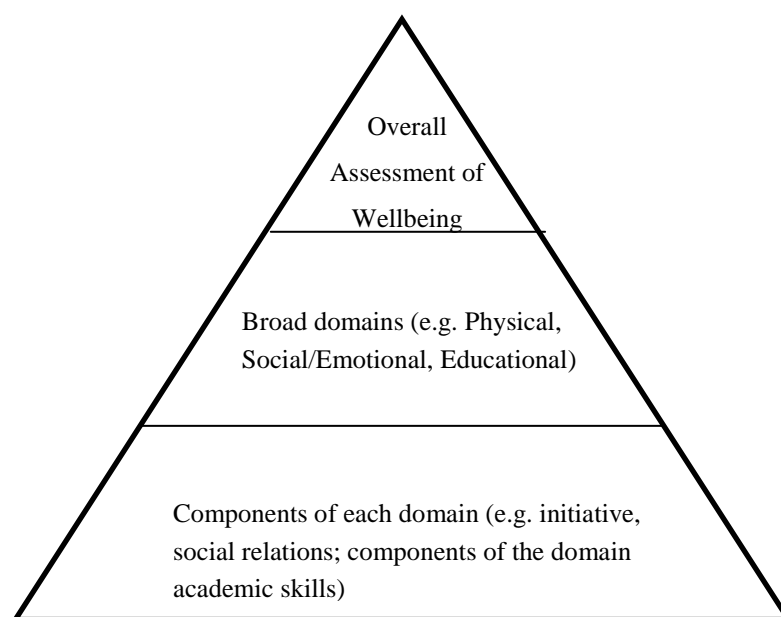 Overall
Assessment of
Wellbeing
Broad domains (e.g. Physical,
Social/Emotional, Educational)
Components of each domain (e.g. initiative,
social relations; components of the domain
academic skills)